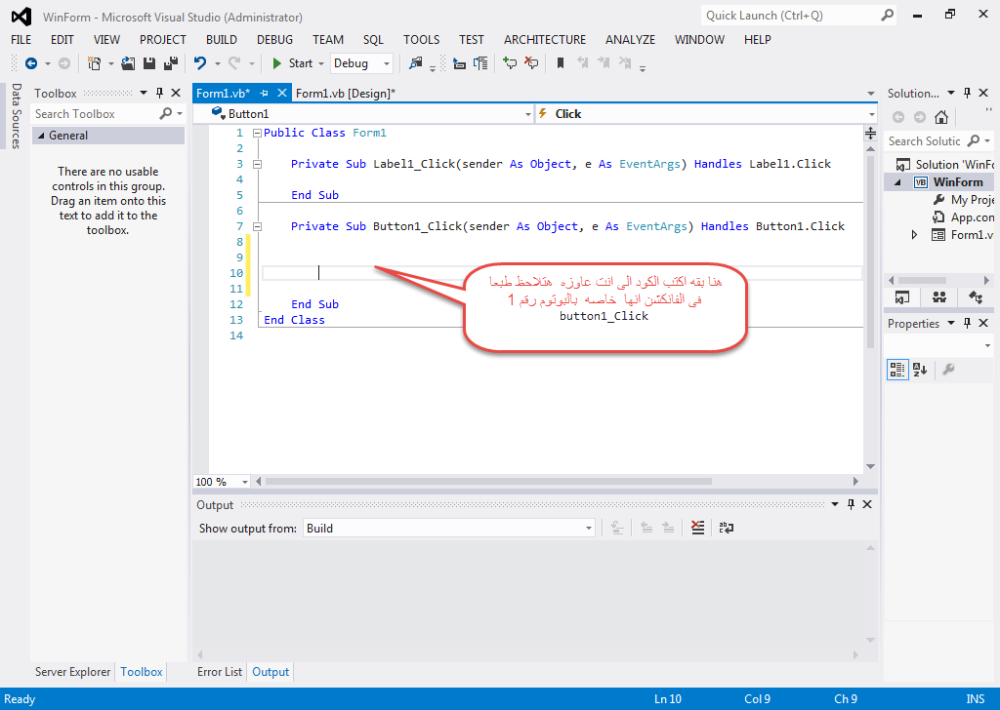 WinForm - Microsoft Visual Studio (Administrator)
Quick Launch (Ctrl+Q)
FILE EDIT VIEW PROJECT BUILD DEBUG TEAM SQL TOOLS TEST ARCHITECTURE ANALYZE WINDOW HELP
Start Debug
Data Sources
Toolbox
Search Toolbox
General
There are no usable
controls in this group.
Drag an item onto this
text to add it to the
toolbox.
Form1.vb* Form1.vb [Design]*
Button1 Click
1 Public Class Form1
2
3 Private Sub Label1_Click(sender As Object, e As EventArgs) Handles Label1.Click
4
5 End Sub
6
7 Private Sub Button1_Click(sender As Object, e As EventArgs) Handles Button1.Click
8
9
10
11
12 End Sub
13 End Class
14
هنا بقه اكتب الكود الى انت عاوزه هتلاحظ طبعا
فى الفانكشن انها خاصه بالبوتوم رقم 1
button1_Click
100 %
Solution...
Search Solutic
Solution 'WinFo
WinForm
My Proje
App.con
Form1.v
Properties
Output
Show output from: Build
Server Explorer Toolbox
Error List Output
Ready Ln 10 Col 9 Ch 9 INS